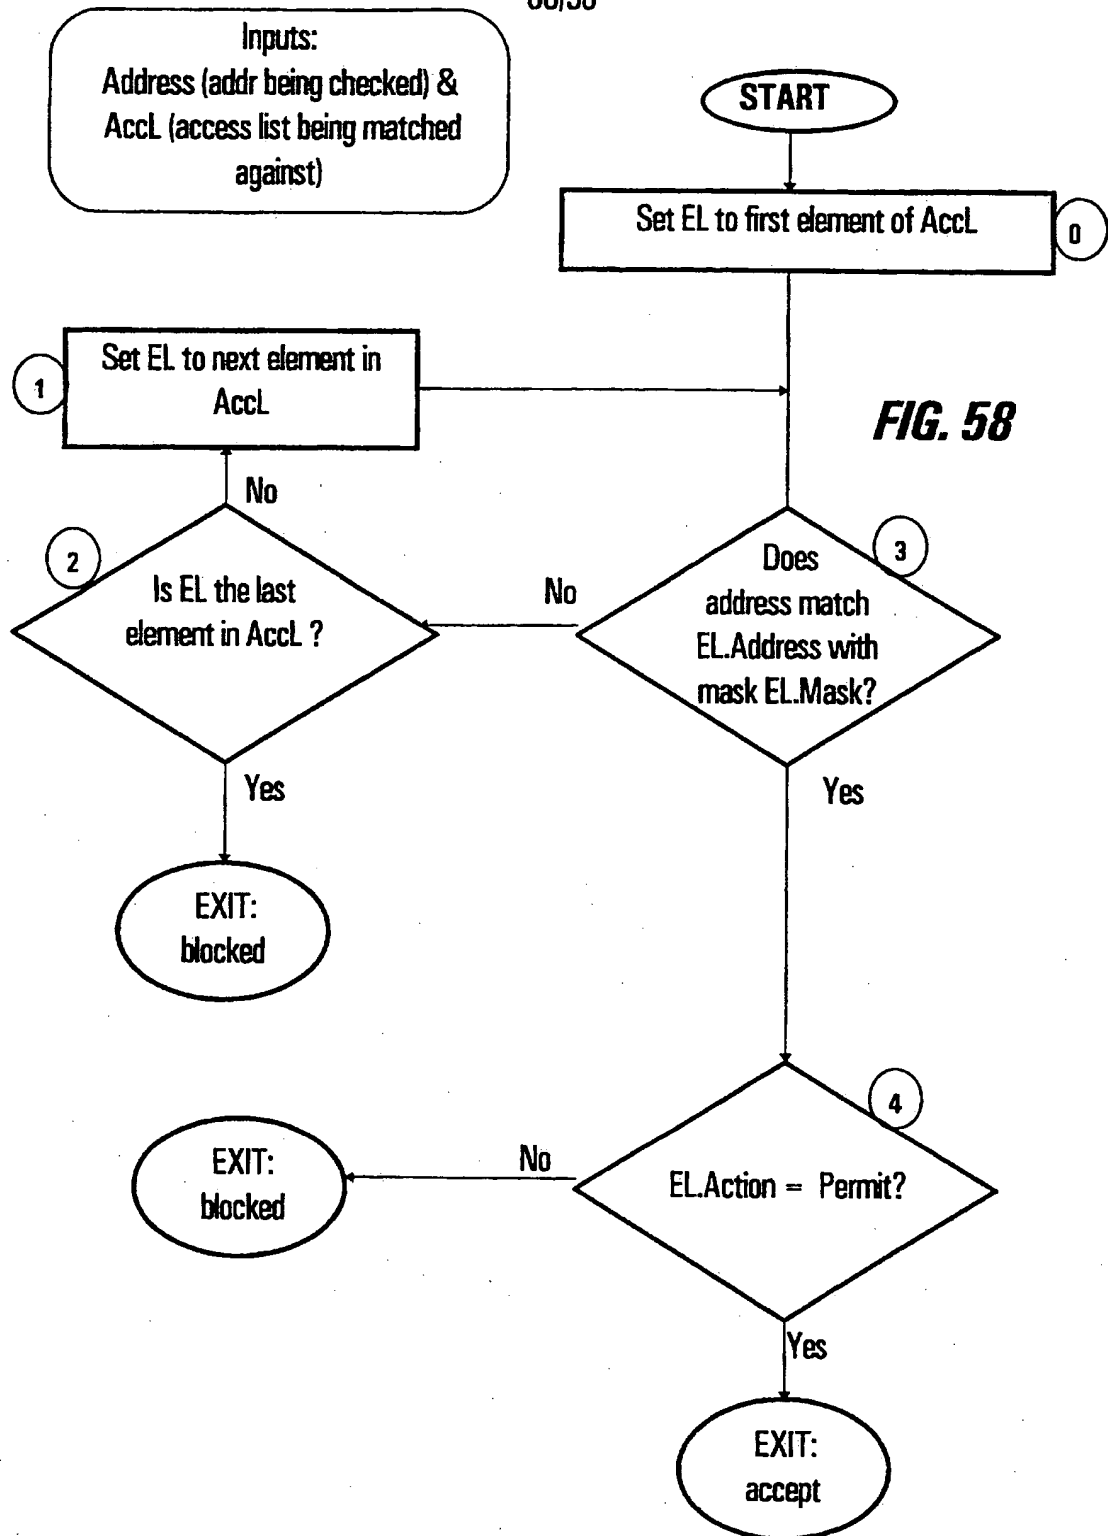 Inputs:
Address (addr being checked) &
AccL (access list being matched
against)
START
Set EL to first element of AccL
0
Set EL to next element in
AccL
1
FIG. 58
No
2
Is EL the last
element in AccL ?
No
3
Does
address match
EL.Address with
mask EL.Mask?
Yes
Yes
EXIT:
blocked
4
EXIT:
blocked
No
EL.Action = Permit?
Yes
EXIT:
accept